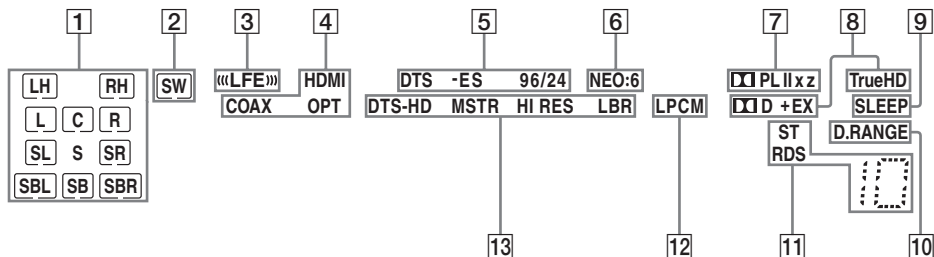 1 2 3 4 5 6 7 8 9
LH RH SW LFE HDMI DTS -ES 96/24 NEO:6 PL II x z TrueHD
L C R COAX OPT DTS-HD MSTR HI RES LBR LPCM D + EX SLEEP
SL S SR ST D.RANGE
RDS
SBL SB SBR 10
13 12 11 10